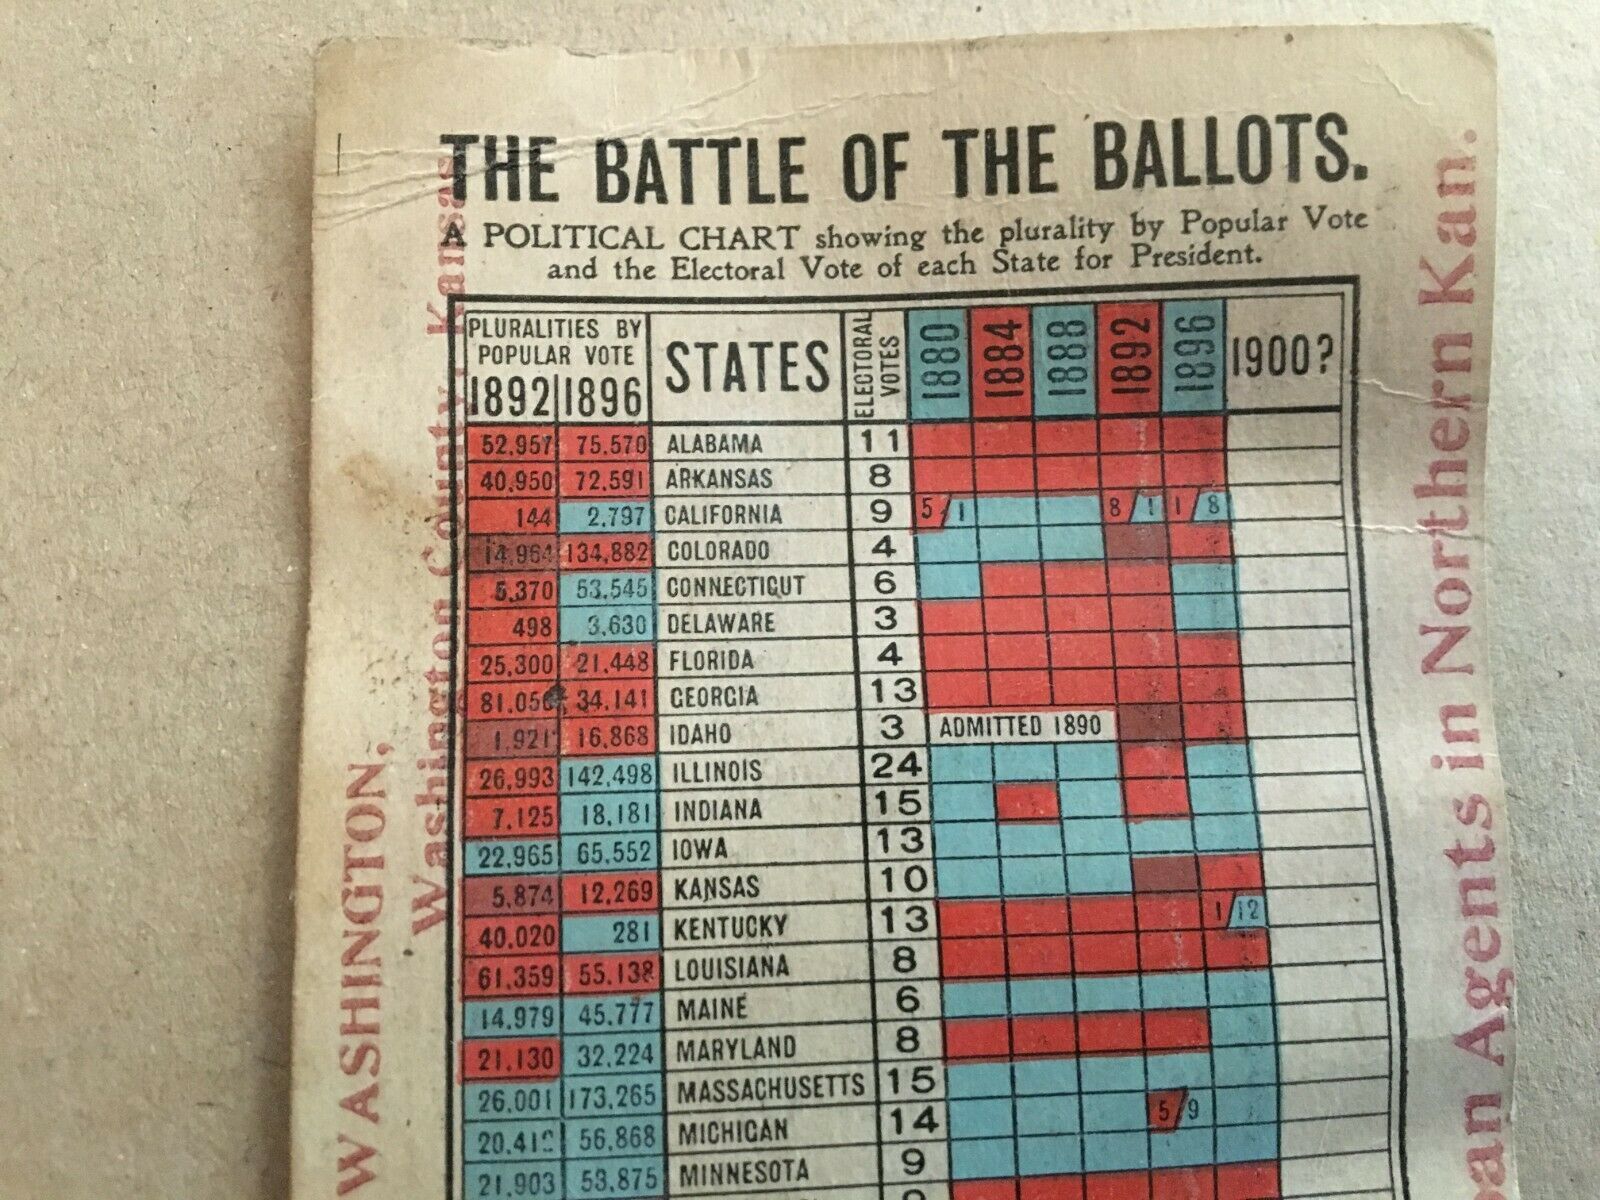 THE BATTLE OF THE BALLOTS.
A POLITICAL CHART showing the plurality by Popular Vote
and the Electoral Vote of each State for President.
PLURALITIES BY
POPULAR VOTE
1892 1896 STATES ELECTORAL VOTES 1880 1884 1888 1892 1896 1900?
52,957 75,570 ALABAMA 11
40,950 72,591 ARKANSAS 8
144 2,797 CALIFORNIA 9 5/1 8/1 1/8
14,964 134,882 COLORADO 4
5,370 53,545 CONNECTICUT 6
498 3,630 DELAWARE 3
25,300 21,448 FLORIDA 4
81,056 34,141 GEORGIA 13
1,921 16,868 IDAHO 3 ADMITTED 1890
26,993 142,498 ILLINOIS 24
7,125 18,181 INDIANA 15
22,965 65,552 IOWA 13
5,874 12,269 KANSAS 10
40,020 281 KENTUCKY 13 1/12
61,359 55,138 LOUISIANA 8
14,979 45,777 MAINE 6
21,130 32,224 MARYLAND 8
26,001 173,265 MASSACHUSETTS 15
56,868 MICHIGAN 14 5/9
21,903 53,875 MINNESOTA 9
WASHINGTON,
Washington County, Kansas
an Agents in Northern Kan.